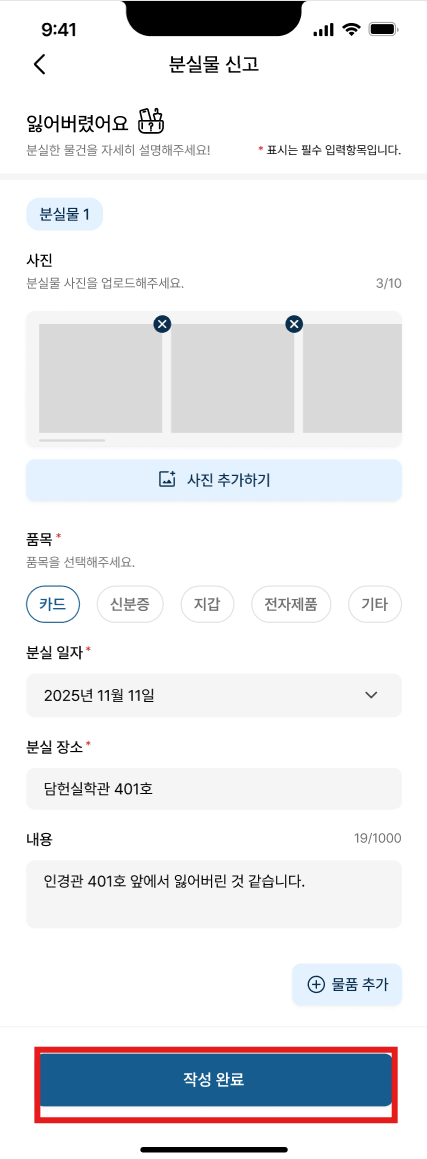 9:41
분실물 신고
잃어버렸어요
분실한 물건을 자세히 설명해주세요!
* 표시는 필수 입력항목입니다.
분실물 1
사진
분실물 사진을 업로드해주세요.
3/10
사진 추가하기
품목*
품목을 선택해주세요.
카드
신분증
지갑
전자제품
기타
분실 일자*
2025년 11월 11일
분실 장소*
담헌실학관 401호
내용
19/1000
인경관 401호 앞에서 잃어버린 것 같습니다.
물품 추가
작성 완료